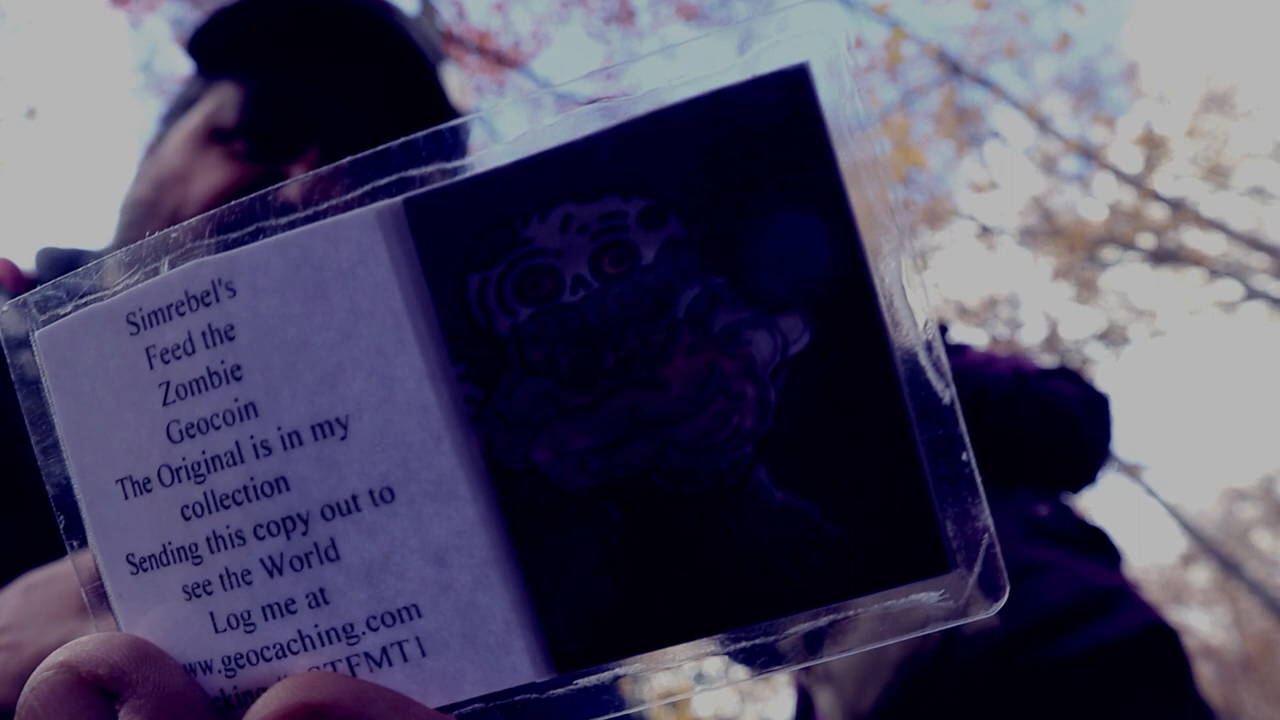 Simrebel's
Feed the
Zombie
Geocoin
The Original is in my
collection
Sending this copy out to
see the World
Log me at
ww.geocaching.com